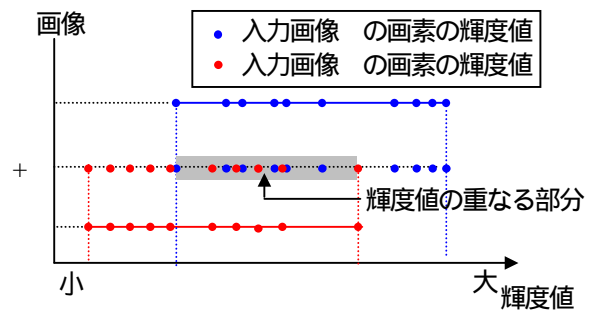 画像
入力画像 の画素の輝度値
入力画像 の画素の輝度値
+
輝度値の重なる部分
小
大
輝度値